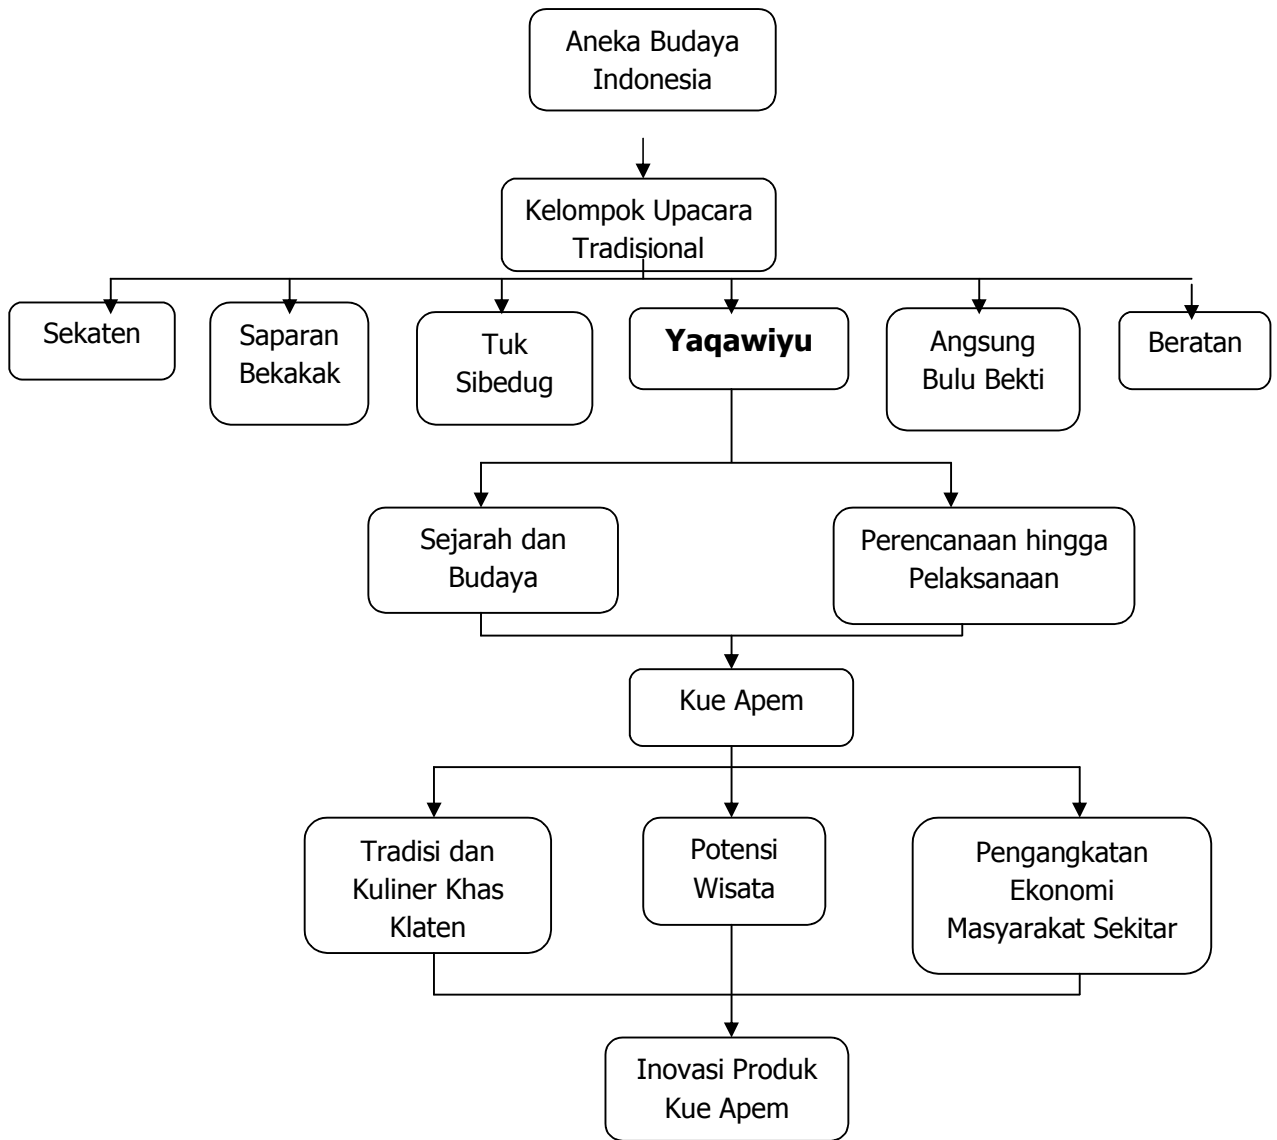 Aneka Budaya
Indonesia
Kelompok Upacara
Tradisional
Sekaten
Saparan
Bekakak
Tuk
Sibedug
Yaqawiyu
Angsung
Bulu Bekti
Beratan
Sejarah dan
Budaya
Perencanaan hingga
Pelaksanaan
Kue Apem
Tradisi dan
Kuliner Khas
Klaten
Potensi
Wisata
Pengangkatan
Ekonomi
Masyarakat Sekitar
Inovasi Produk
Kue Apem